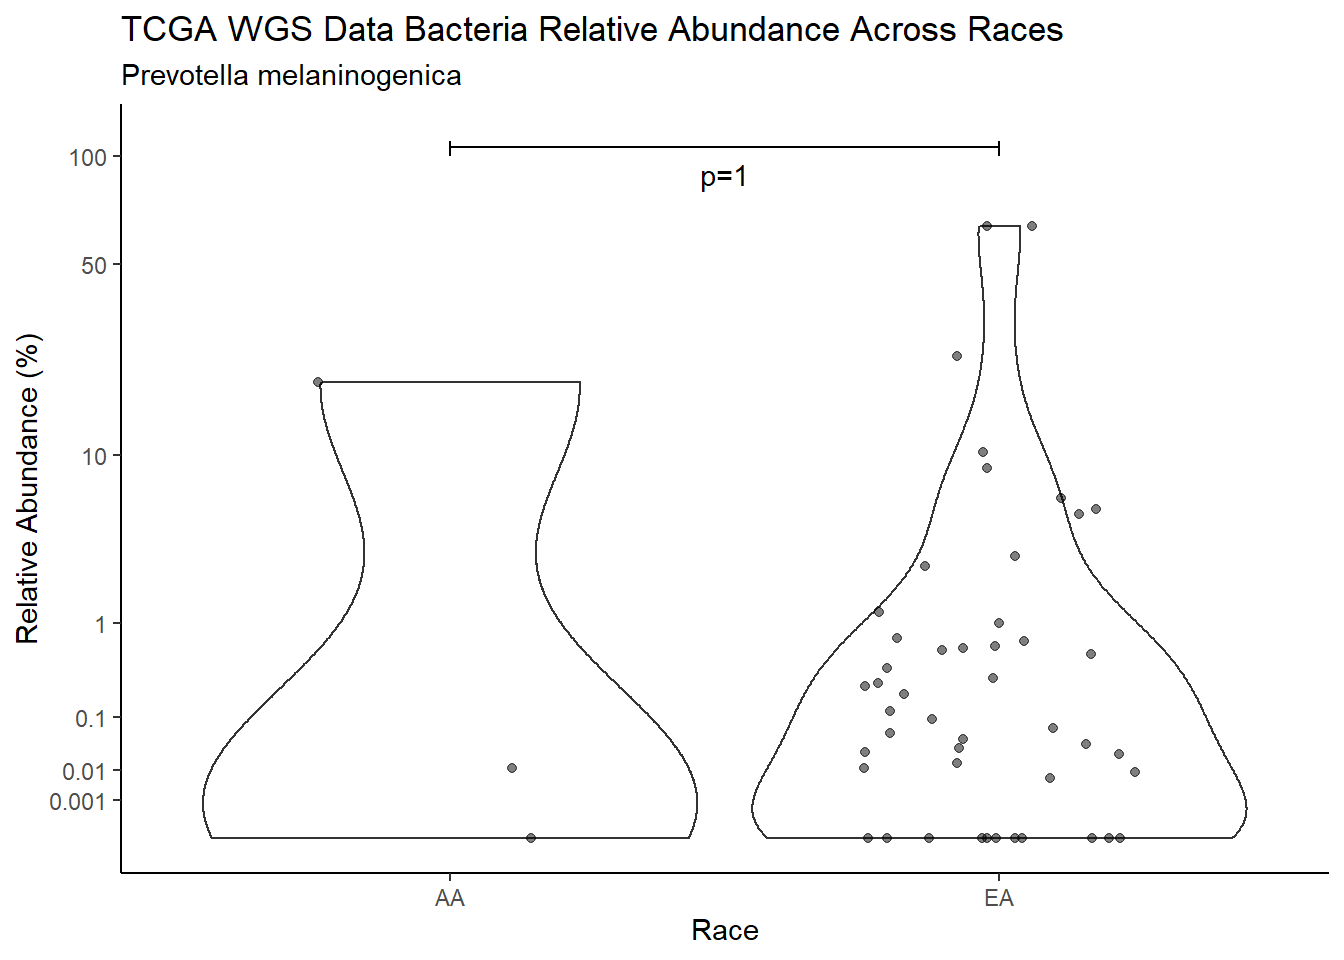 TCGA WGS Data Bacteria Relative Abundance Across Races
Prevotella melaninogenica
100
50
10
1
0.1
0.01
0.001
Relative Abundance (%)
p=1
AA
EA
Race